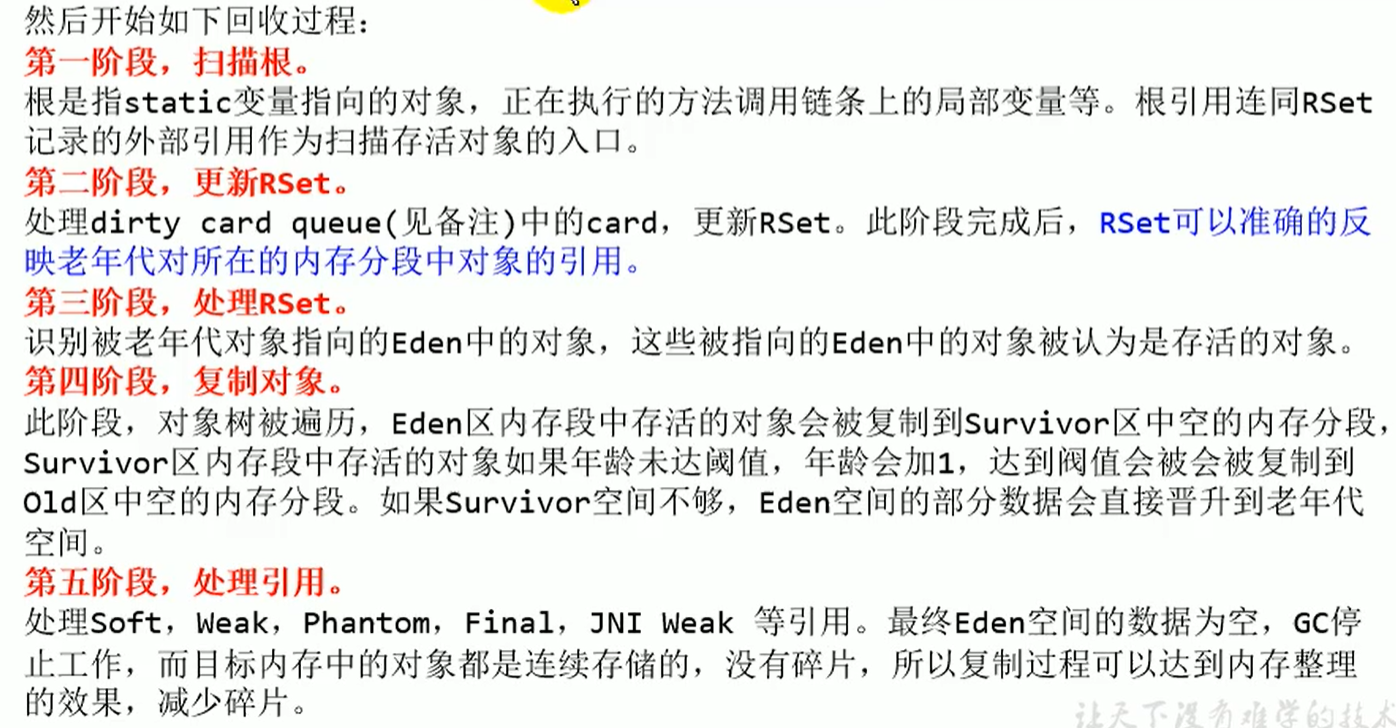 然后开始如下回收过程：
第一阶段，扫描根。
根是指static变量指向的对象，正在执行的方法调用链条上的局部变量等。根引用连同RSet
记录的外部引用作为扫描存活对象的入口。
第二阶段，更新RSet。
处理dirty card queue(见备注)中的card，更新RSet。此阶段完成后，RSet可以准确的反
映老年代对所在的内存分段中对象的引用。
第三阶段，处理RSet。
识别被老年代对象指向的Eden中的对象，这些被指向的Eden中的对象被认为是存活的对象。
第四阶段，复制对象。
此阶段，对象树被遍历，Eden区内存段中存活的对象会被复制到Survivor区中空的内存分段，
Survivor区内存段中存活的对象如果年龄未达阈值，年龄会加1，达到阀值会被会被复制到
Old区中空的内存分段。如果Survivor空间不够，Eden空间的部分数据会直接晋升到老年代
空间。
第五阶段，处理引用。
处理Soft，Weak，Phantom，Final，JNI Weak 等引用。最终Eden空间的数据为空，GC停
止工作，而目标内存中的对象都是连续存储的，没有碎片，所以复制过程可以达到内存整理
的效果，减少碎片。
让天下没有难学的技术